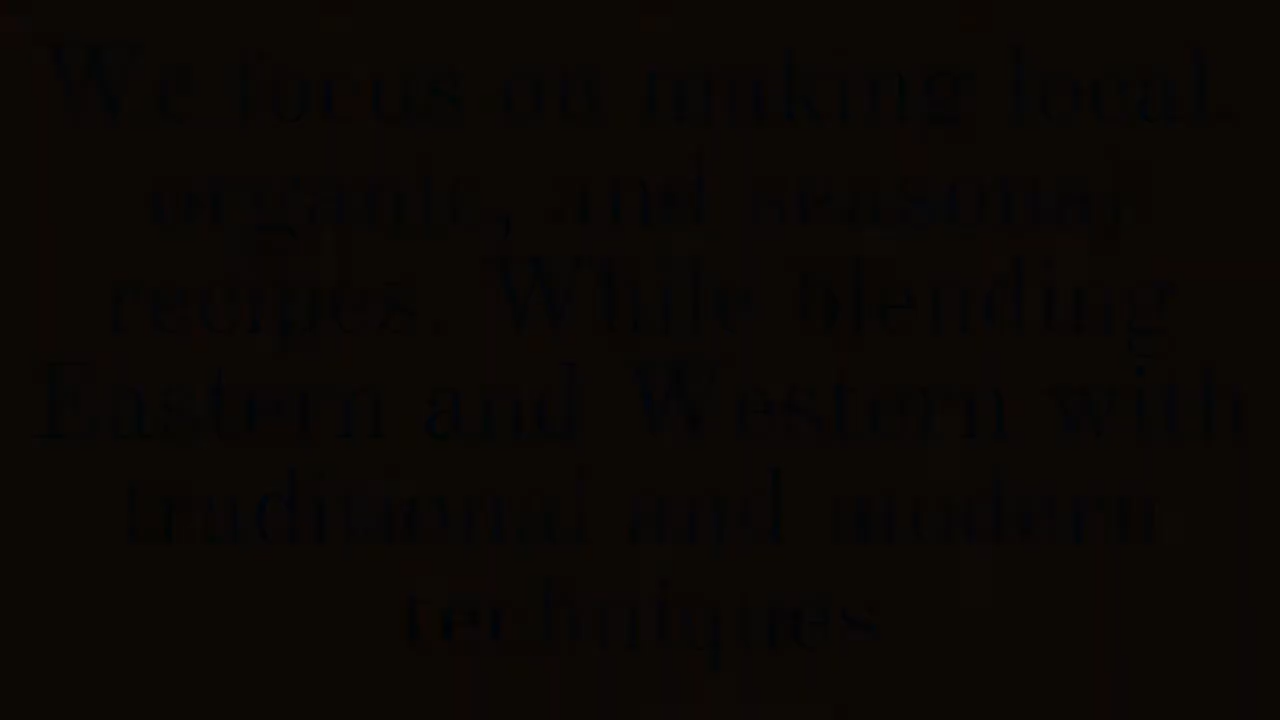 We focus on making local,
organic, and seasonal
recipes. While blending
Eastern and Western with
traditional and modern
techniques